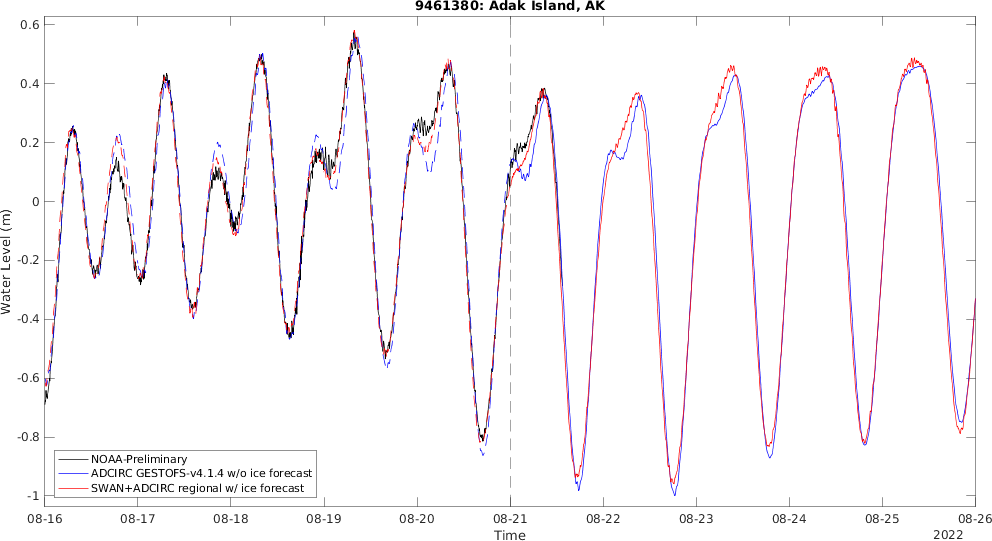 9461380: Adak Island, AK
0.6
0.4
0.2
0
-0.2
-0.4
-0.6
-0.8
-1
Water Level (m)
NOAA-Preliminary
ADCIRC GESTOFS-v4.1.4 w/o ice forecast
SWAN+ADCIRC regional w/ ice forecast
08-16 08-17 08-18 08-19 08-20 08-21 08-22 08-23 08-24 08-25 08-26
Time
2022